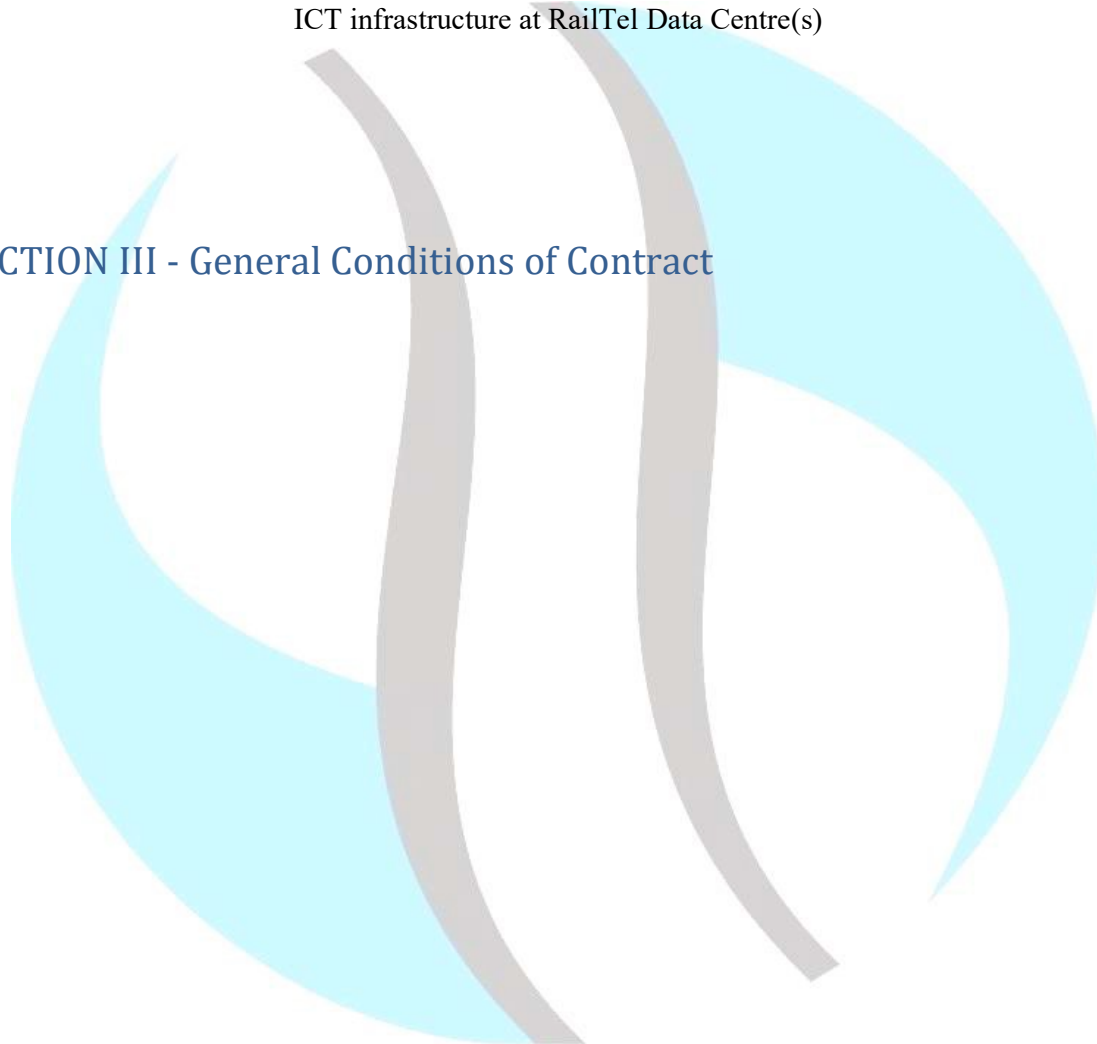 ICT infrastructure at RailTel Data Centre(s)
CTION III - General Conditions of Contract